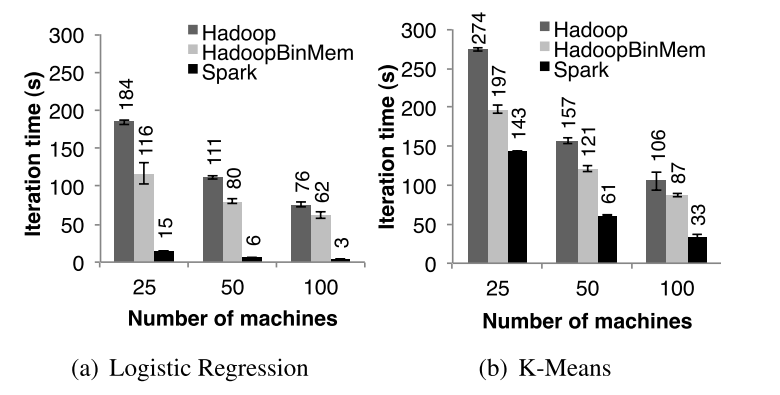 Hadoop
HadoopBinMem
Spark
Iteration time (s)
300
250
200
150
100
50
0
184
116
15
111
80
6
76
62
3
25 50 100
Number of machines
(a) Logistic Regression
Hadoop
HadoopBinMem
Spark
Iteration time (s)
300
250
200
150
100
50
0
274
197
143
157
121
61
106
87
33
25 50 100
Number of machines
(b) K-Means